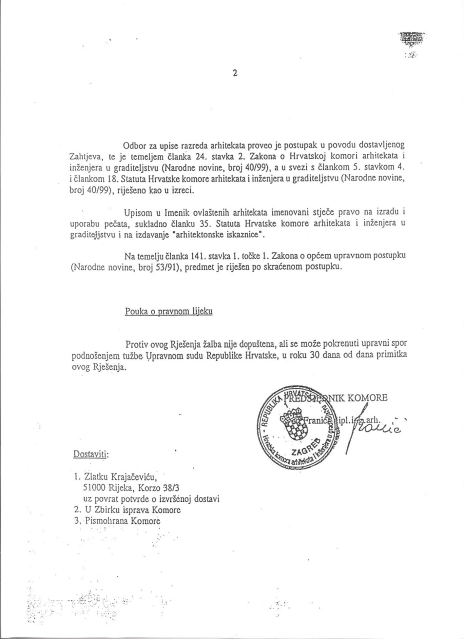 2
Odbor za upise razreda arhitekata proveo je postupak u povodu dostavljenog
Zahtjeva, te je temeljem članka 24. stavka 2. Zakona o Hrvatskoj komori arhitekata i
inženjera u graditeljstvu (Narodne novine, broj 40/99), a u svezi s člankom 5. stavkom 4.
i člankom 18. Statuta Hrvatske komore arhitekata i inženjera u graditeljstvu (Narodne novine,
broj 40/99), riješeno kao u izreci.
Upisom u Imenik ovlaštenih arhitekata imenovani stječe pravo na izradu i
uporabu pečata, sukladno članku 35. Statuta Hrvatske komore arhitekata i inženjera u
graditeljstvu i na izdavanje "arhitektonske iskaznice".
Na temelju članka 141. stavka 1. točke 1. Zakona o općem upravnom postupku
(Narodne novine, broj 53/91), predmet je riješen po skraćenom postupku.
Pouka o pravnom lijeku
Protiv ovog Rješenja žalba nije dopuštena, ali se može pokrenuti upravni spor
podnošenjem tužbe Upravnom sudu Republike Hrvatske, u roku 30 dana od dana primitka
ovog Rješenja.
KOMORE
REPUBLIKA HRVATSKA
Hrvatska komora arhitekata i inženjera u graditeljstvu
ZAGREB
Dostaviti:
1. Zlatku Krajačeviću,
51000 Rijeka, Korzo 38/3
uz povrat potvrde o izvršenoj dostavi
2. U Zbirku isprava Komore
3. Pismohrana Komore